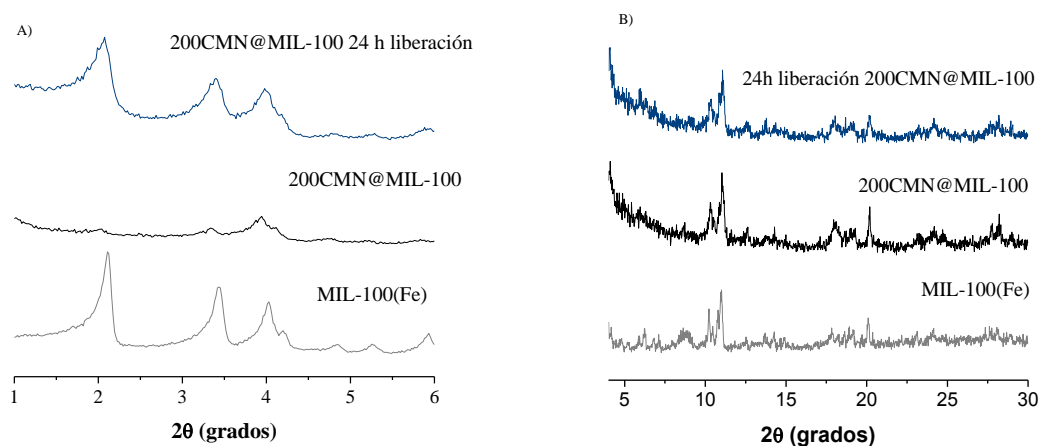 A)
200CMN@MIL-100 24 h liberación
200CMN@MIL-100
MIL-100(Fe)
1 2 3 4 5 6
2θ (grados)
B)
24h liberación 200CMN@MIL-100
200CMN@MIL-100
MIL-100(Fe)
5 10 15 20 25 30
2θ (grados)